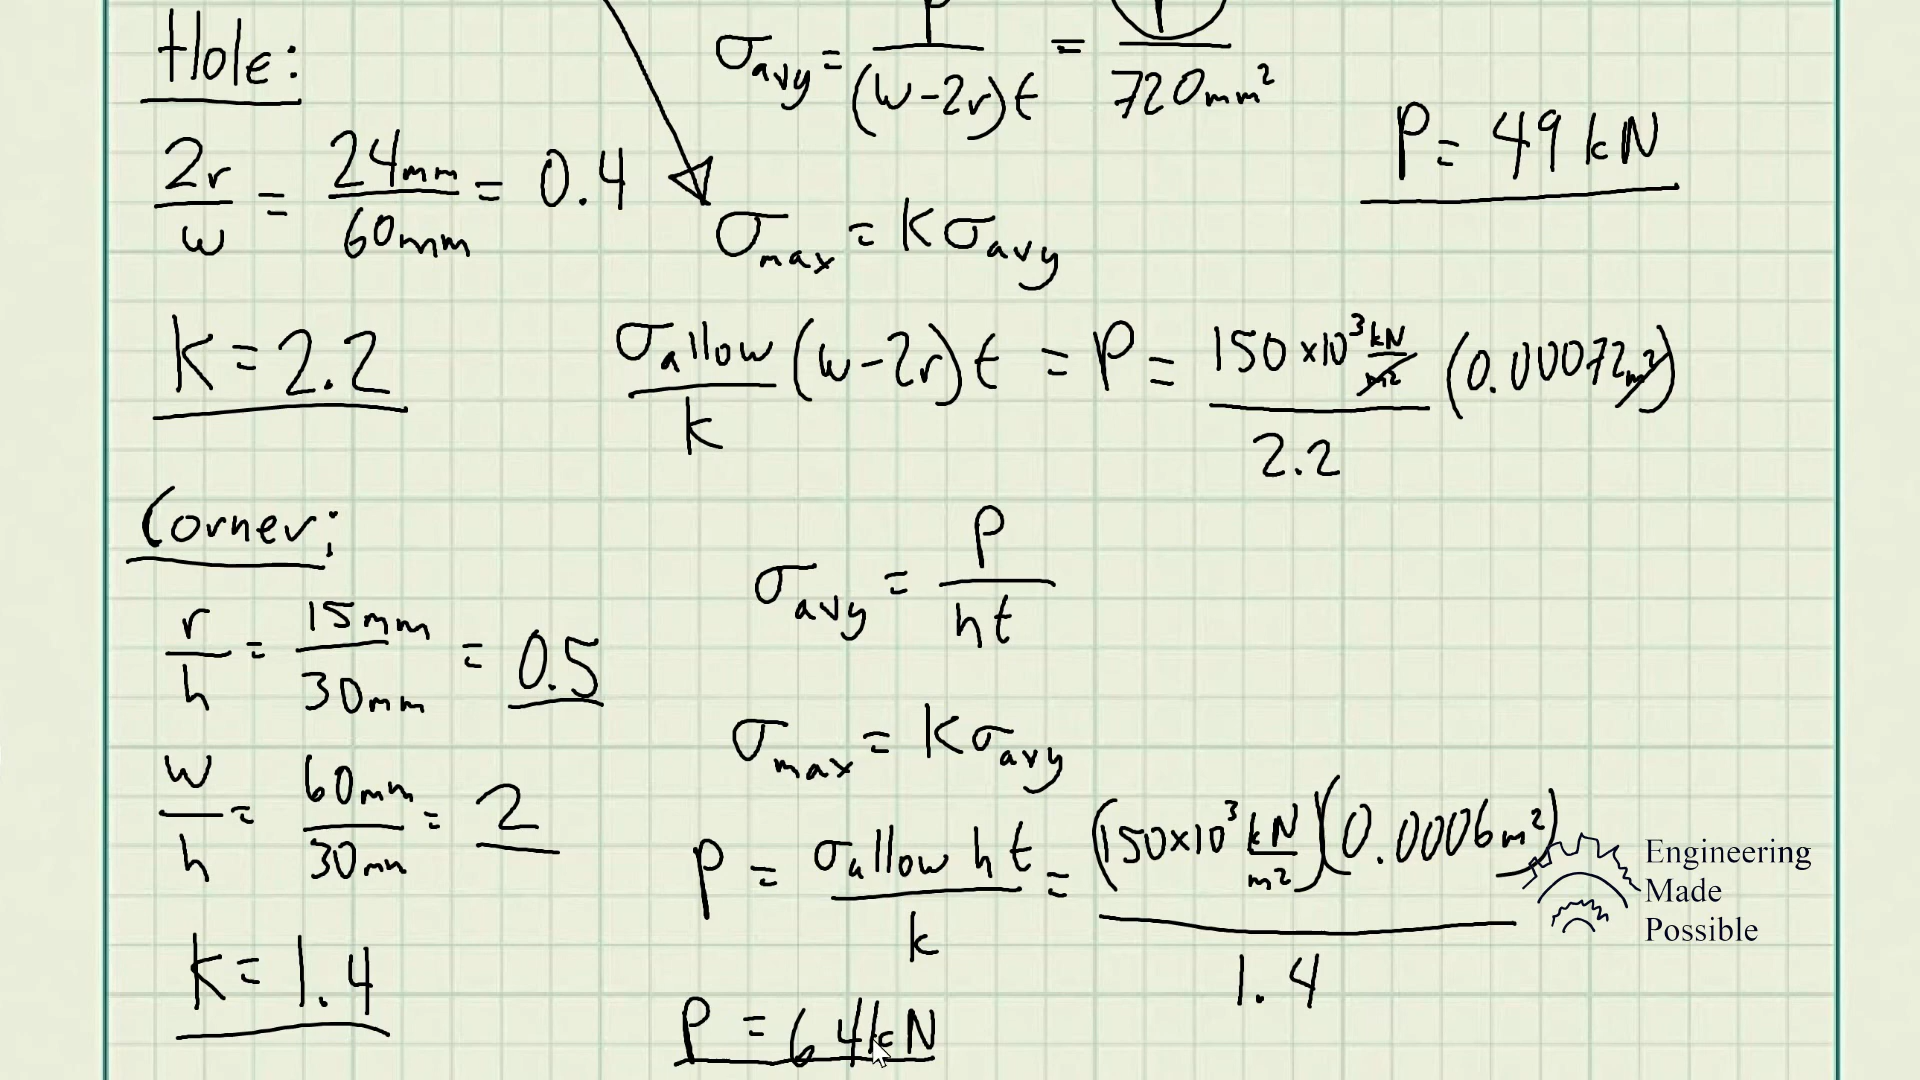 Hole:
σavg = P/((w-2r)t) = P/720mm²
P = 49 kN
2r/w = 24mm/60mm = 0.4
σmax = Kσavg
K = 2.2
σallow/K (w-2r)t = P = 150×10³ kN/m²/2.2 (0.00072m²)
Corner:
σavg = P/ht
r/h = 15mm/30mm = 0.5
σmax = Kσavg
w/h = 60mm/30mm = 2
P = σallow ht/K = (150×10³ kN/m²)(0.0006m²)/1.4
K = 1.4
P = 64kN
Engineering
Made
Possible